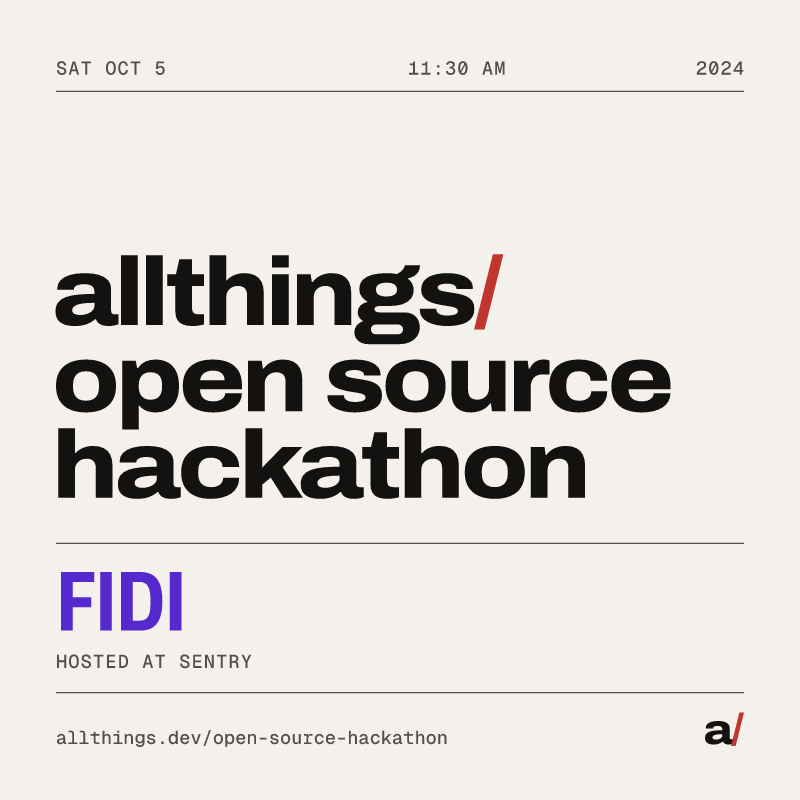 SAT OCT 5 11:30 AM 2024
allthings/
open source
hackathon
FIDI
HOSTED AT SENTRY
allthings.dev/open-source-hackathon a/